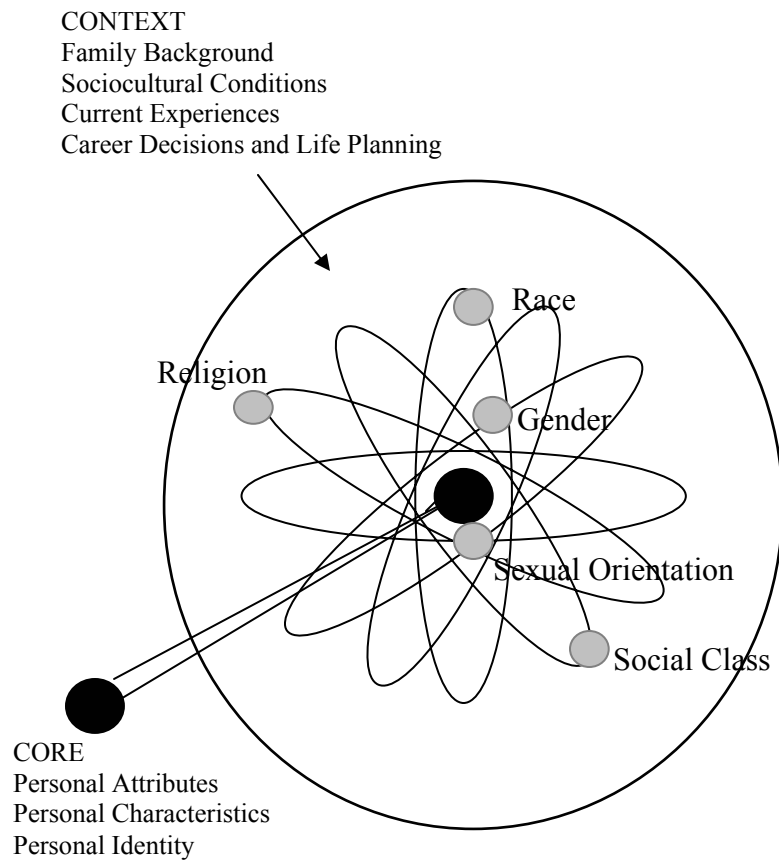 CONTEXT
Family Background
Sociocultural Conditions
Current Experiences
Career Decisions and Life Planning
Race
Religion
Gender
Sexual Orientation
Social Class
CORE
Personal Attributes
Personal Characteristics
Personal Identity